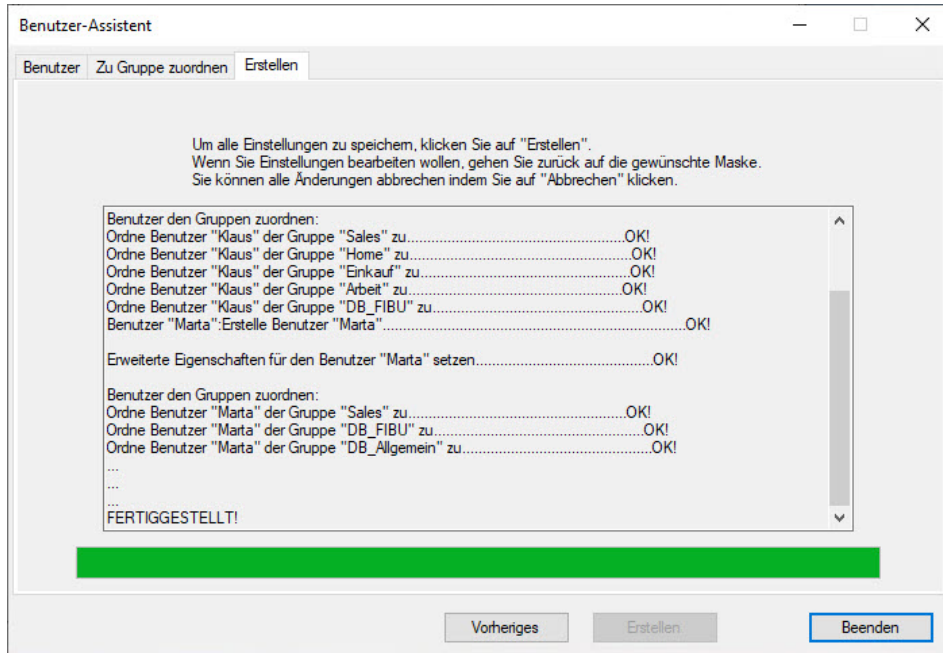 Benutzer-Assistent
Benutzer Zu Gruppe zuordnen Erstellen
Um alle Einstellungen zu speichern, klicken Sie auf "Erstellen".
Wenn Sie Einstellungen bearbeiten wollen, gehen Sie zurück auf die gewünschte Maske.
Sie können alle Änderungen abbrechen indem Sie auf "Abbrechen" klicken.
Benutzer den Gruppen zuordnen:
Ordne Benutzer "Klaus" der Gruppe "Sales" zu......................................................OK!
Ordne Benutzer "Klaus" der Gruppe "Home" zu.......................................................OK!
Ordne Benutzer "Klaus" der Gruppe "Einkauf" zu....................................................OK!
Ordne Benutzer "Klaus" der Gruppe "Arbeit" zu.....................................................OK!
Ordne Benutzer "Klaus" der Gruppe "DB_FIBU" zu....................................................OK!
Benutzer "Marta":Erstelle Benutzer "Marta"...........................................................................OK!
Erweiterte Eigenschaften für den Benutzer "Marta" setzen............................................OK!
Benutzer den Gruppen zuordnen:
Ordne Benutzer "Marta" der Gruppe "Sales" zu......................................................OK!
Ordne Benutzer "Marta" der Gruppe "DB_FIBU" zu....................................................OK!
Ordne Benutzer "Marta" der Gruppe "DB_Allgemein" zu...............................................OK!
...
...
...
FERTIGGESTELLT!
Vorheriges Erstellen Beenden